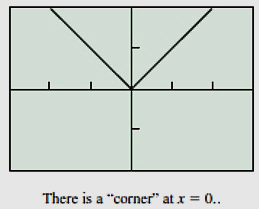 There is a “corner” at x = 0..